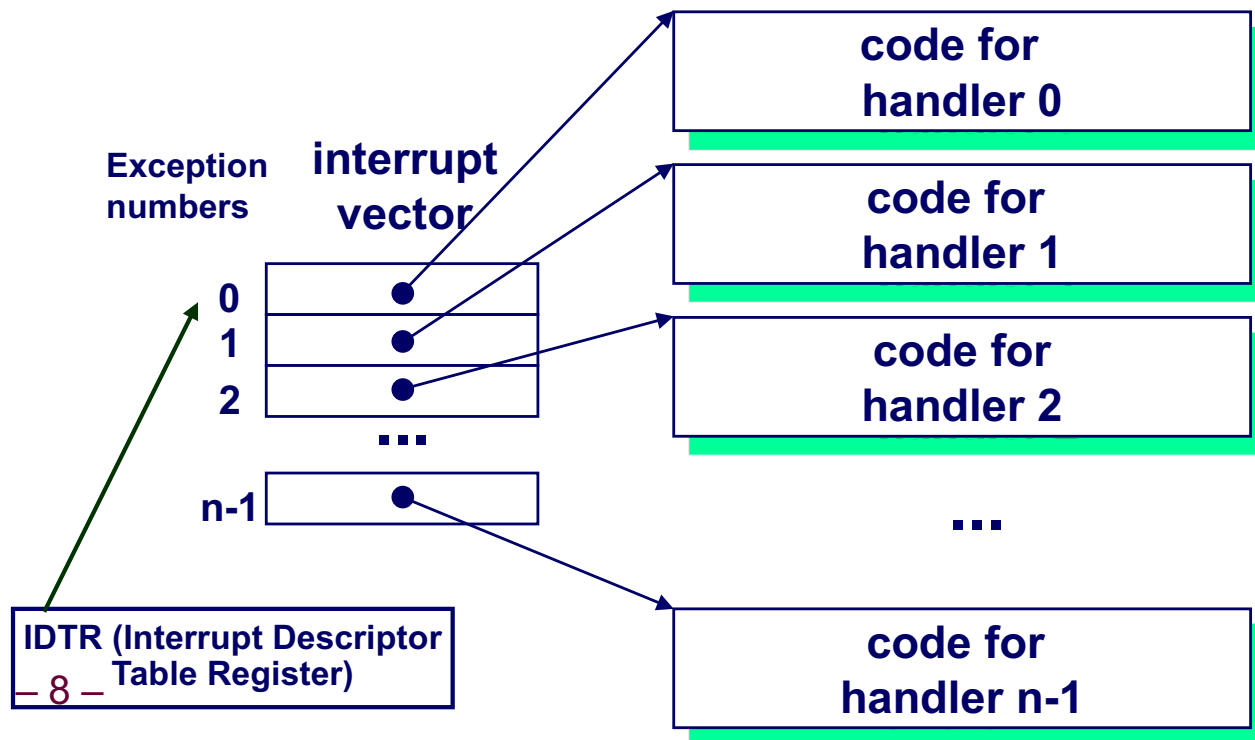 code for
handler 0
Exception
numbers
interrupt
vector
code for
handler 1
0
1
2
...
n-1
code for
handler 2
...
IDTR (Interrupt Descriptor
Table Register)
– 8 –
code for
handler n-1